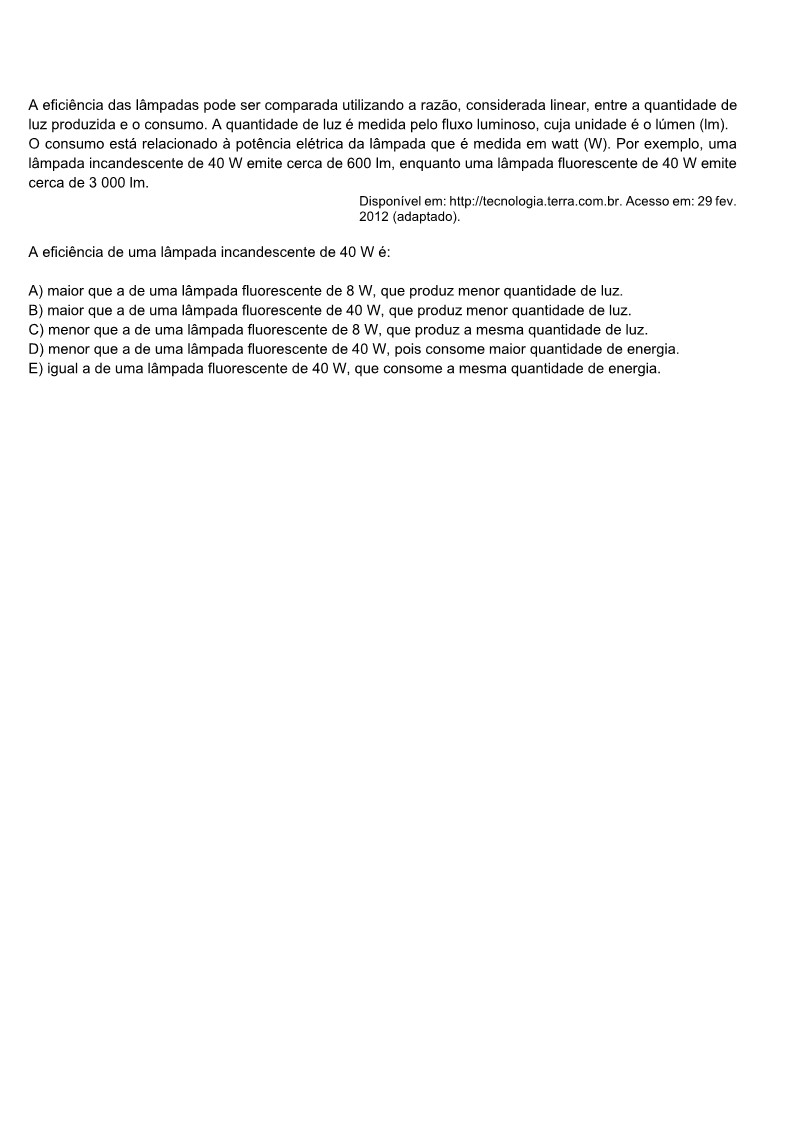 A eficiência das lâmpadas pode ser comparada utilizando a razão, considerada linear, entre a quantidade de
luz produzida e o consumo. A quantidade de luz é medida pelo fluxo luminoso, cuja unidade é o lúmen (lm).
O consumo está relacionado à potência elétrica da lâmpada que é medida em watt (W). Por exemplo, uma
lâmpada incandescente de 40 W emite cerca de 600 lm, enquanto uma lâmpada fluorescente de 40 W emite
cerca de 3 000 lm.
Disponível em: http://tecnologia.terra.com.br. Acesso em: 29 fev.
2012 (adaptado).
A eficiência de uma lâmpada incandescente de 40 W é:
A) maior que a de uma lâmpada fluorescente de 8 W, que produz menor quantidade de luz.
B) maior que a de uma lâmpada fluorescente de 40 W, que produz menor quantidade de luz.
C) menor que a de uma lâmpada fluorescente de 8 W, que produz a mesma quantidade de luz.
D) menor que a de uma lâmpada fluorescente de 40 W, pois consome maior quantidade de energia.
E) igual a de uma lâmpada fluorescente de 40 W, que consome a mesma quantidade de energia.